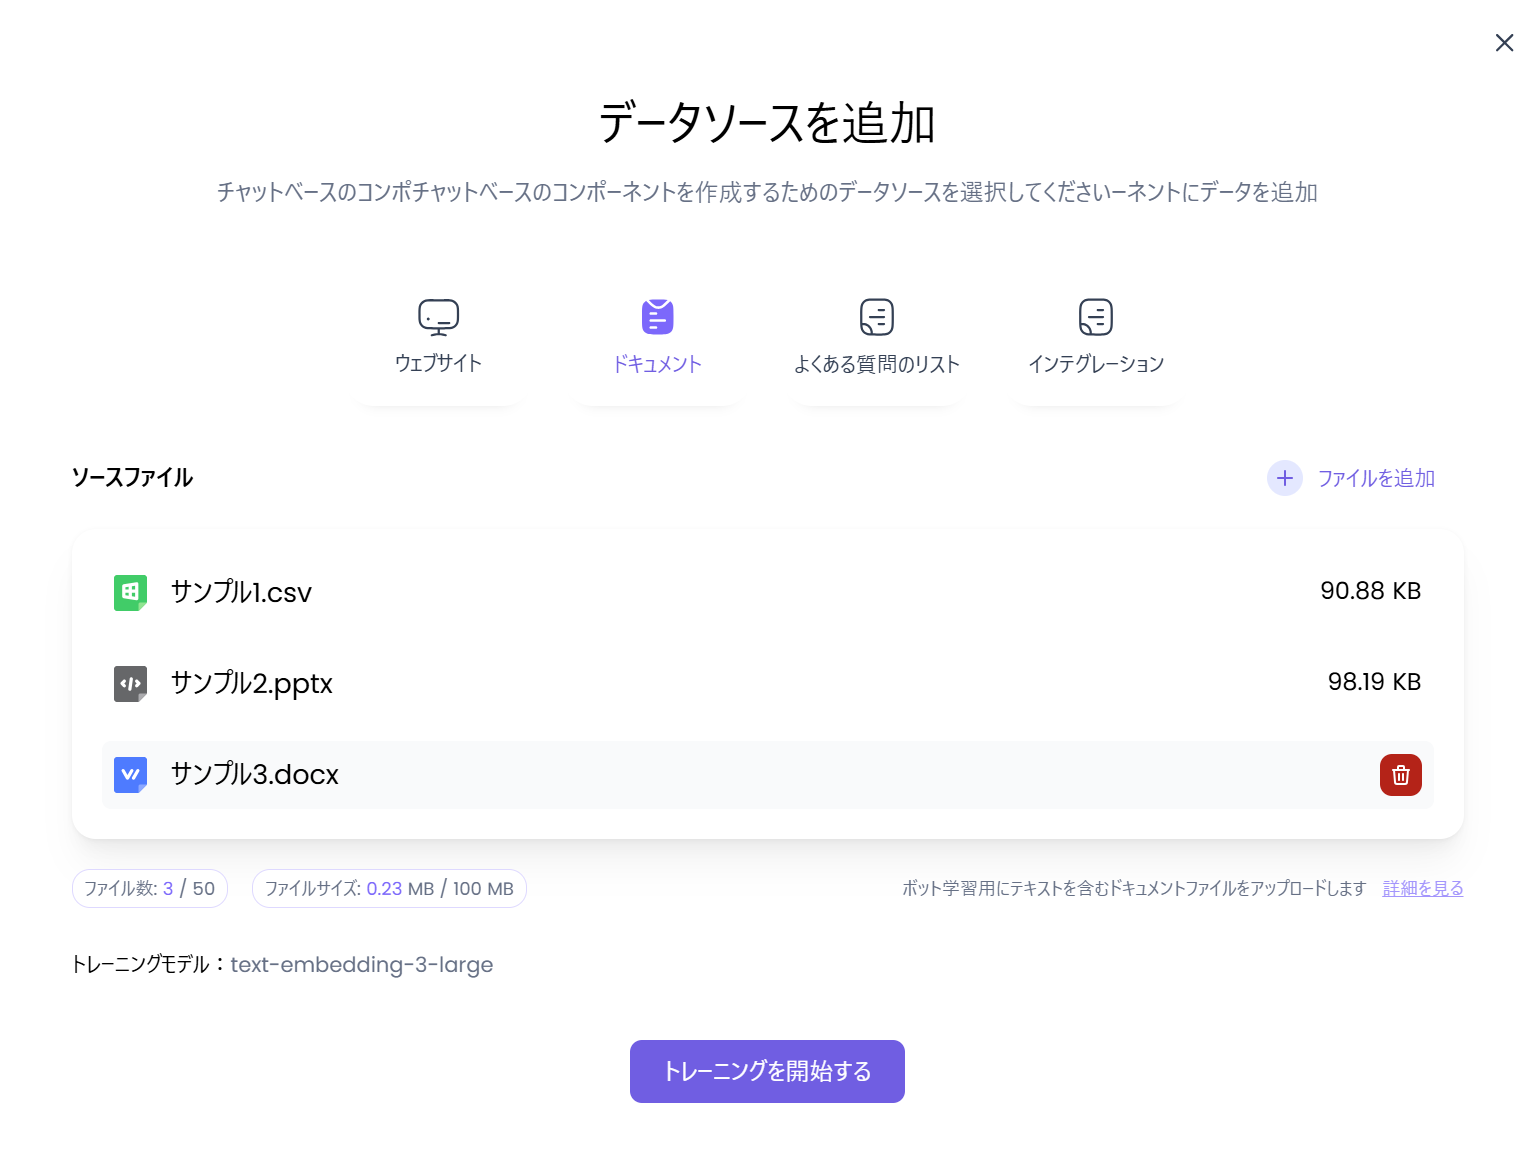 データソースを追加
チャットベースのコンポチャットベースのコンポーネントを作成するためのデータソースを選択してくださいーネントにデータを追加
ウェブサイト
ドキュメント
よくある質問のリスト
インテグレーション
ソースファイル
ファイルを追加
サンプル1.csv
90.88 KB
サンプル2.pptx
98.19 KB
サンプル3.docx
ファイル数: 3 / 50
ファイルサイズ: 0.23 MB / 100 MB
ボット学習用にテキストを含むドキュメントファイルをアップロードします 詳細を見る
トレーニングモデル：text-embedding-3-large
トレーニングを開始する